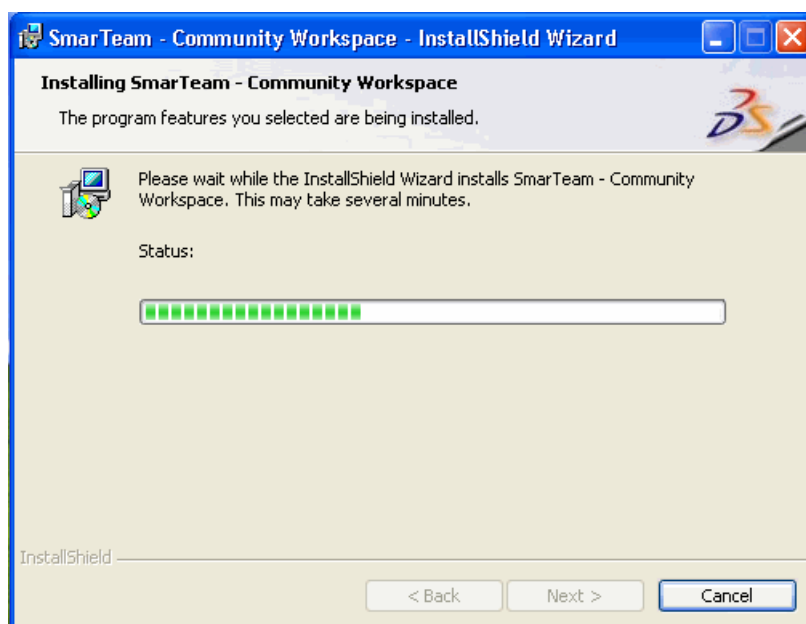 SmarTeam - Community Workspace - InstallShield Wizard
Installing SmarTeam - Community Workspace
The program features you selected are being installed.
Please wait while the InstallShield Wizard installs SmarTeam - Community
Workspace. This may take several minutes.
Status:
InstallShield
< Back Next > Cancel